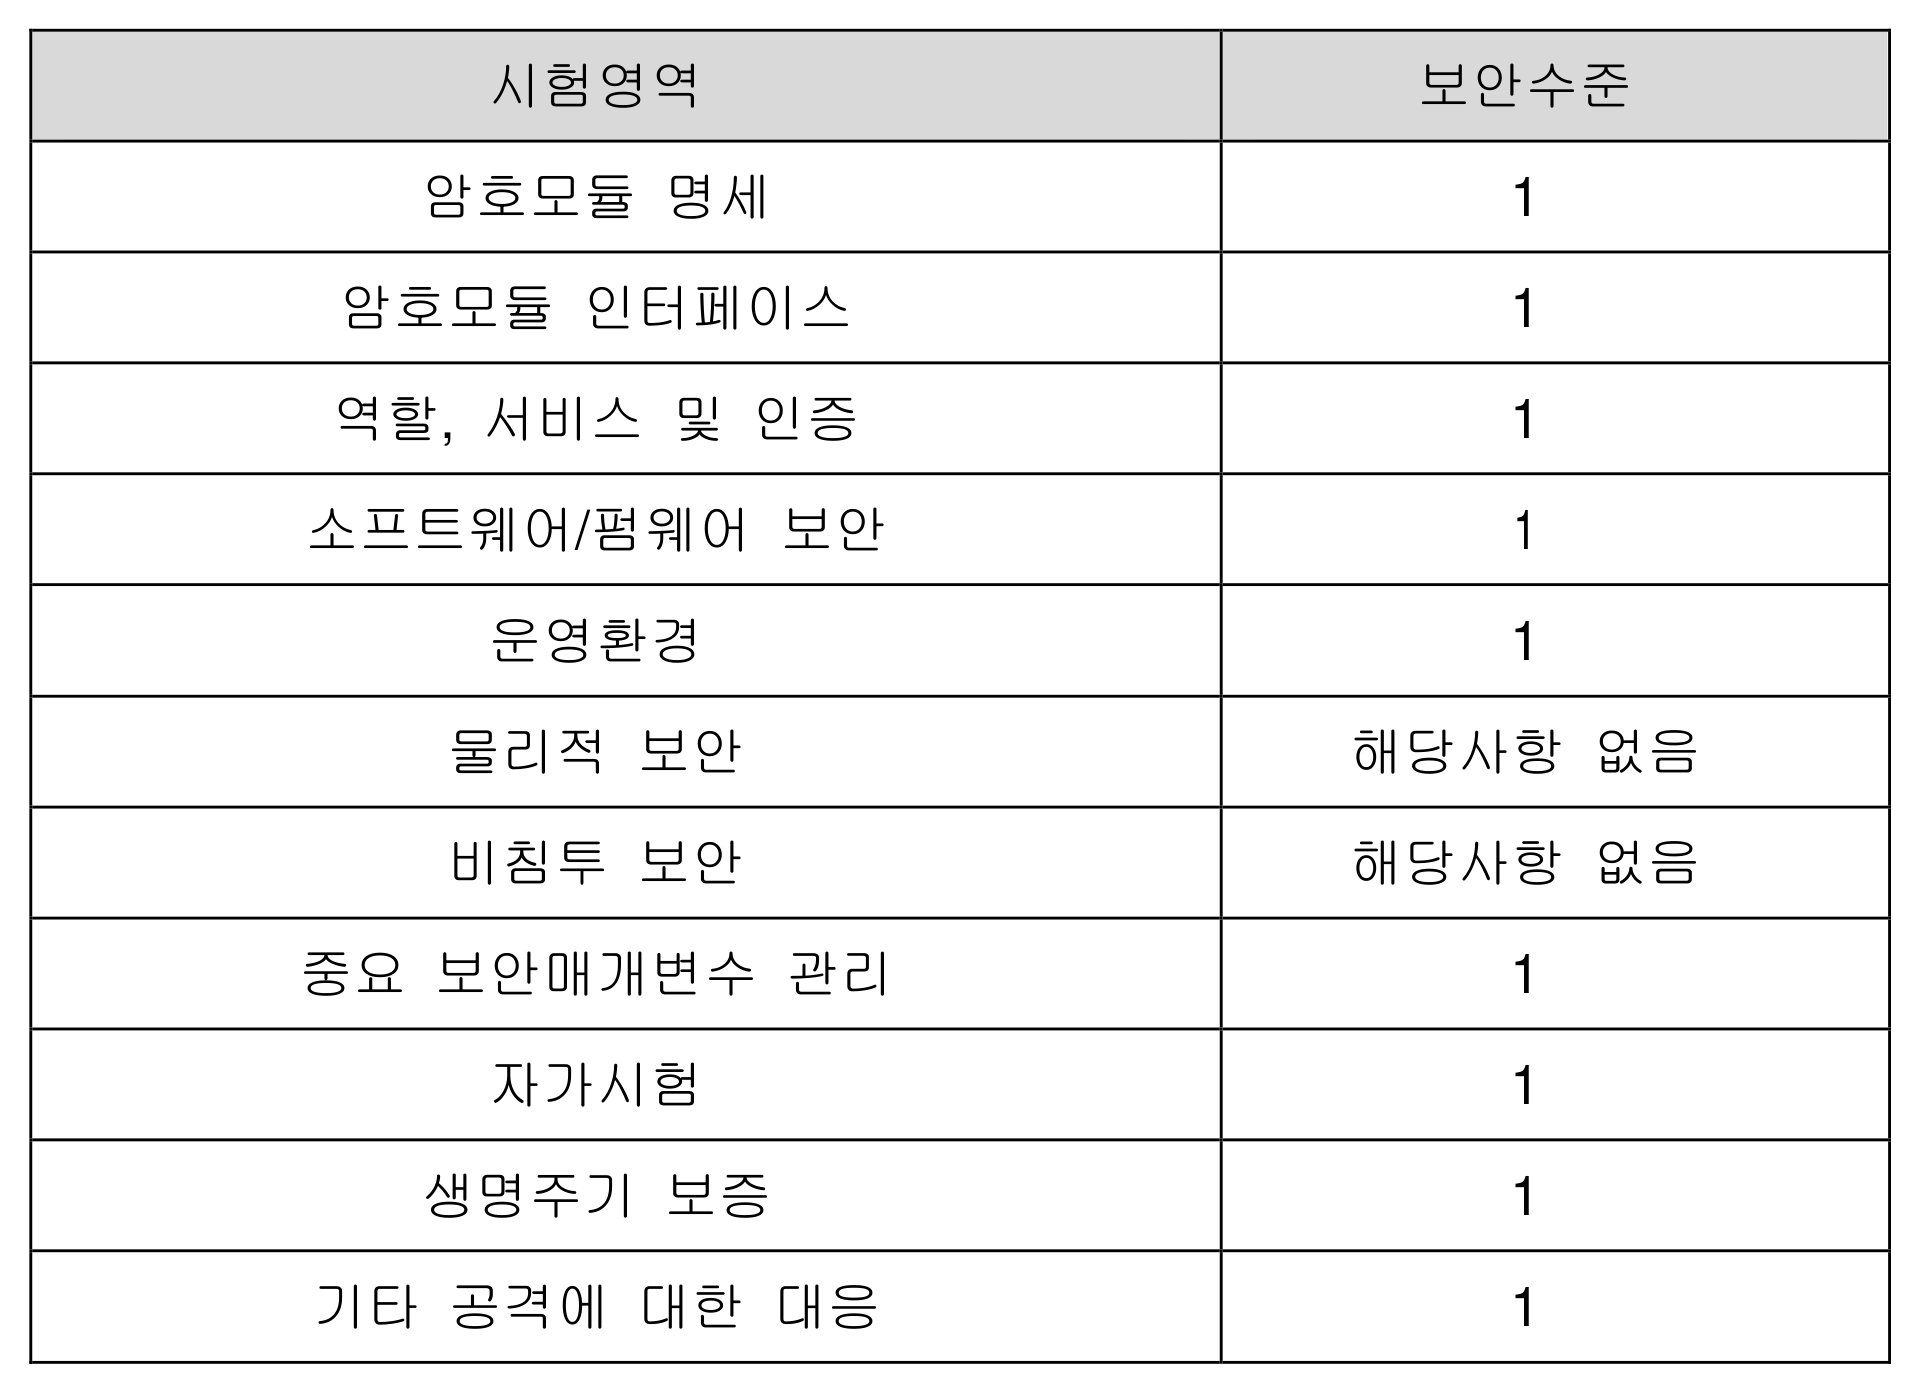 시험영역 보안수준
암호모듈 명세 1
암호모듈 인터페이스 1
역할, 서비스 및 인증 1
소프트웨어/펌웨어 보안 1
운영환경 1
물리적 보안 해당사항 없음
비침투 보안 해당사항 없음
중요 보안매개변수 관리 1
자가시험 1
생명주기 보증 1
기타 공격에 대한 대응 1